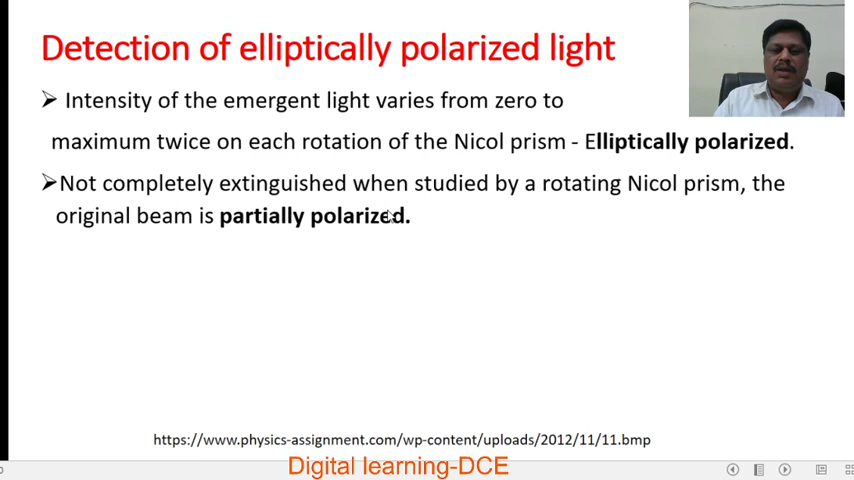 Detection of elliptically polarized light
➢ Intensity of the emergent light varies from zero to
maximum twice on each rotation of the Nicol prism - Elliptically polarized.
➢Not completely extinguished when studied by a rotating Nicol prism, the
original beam is partially polarized.
https://www.physics-assignment.com/wp-content/uploads/2012/11/11.bmp
Digital learning-DCE